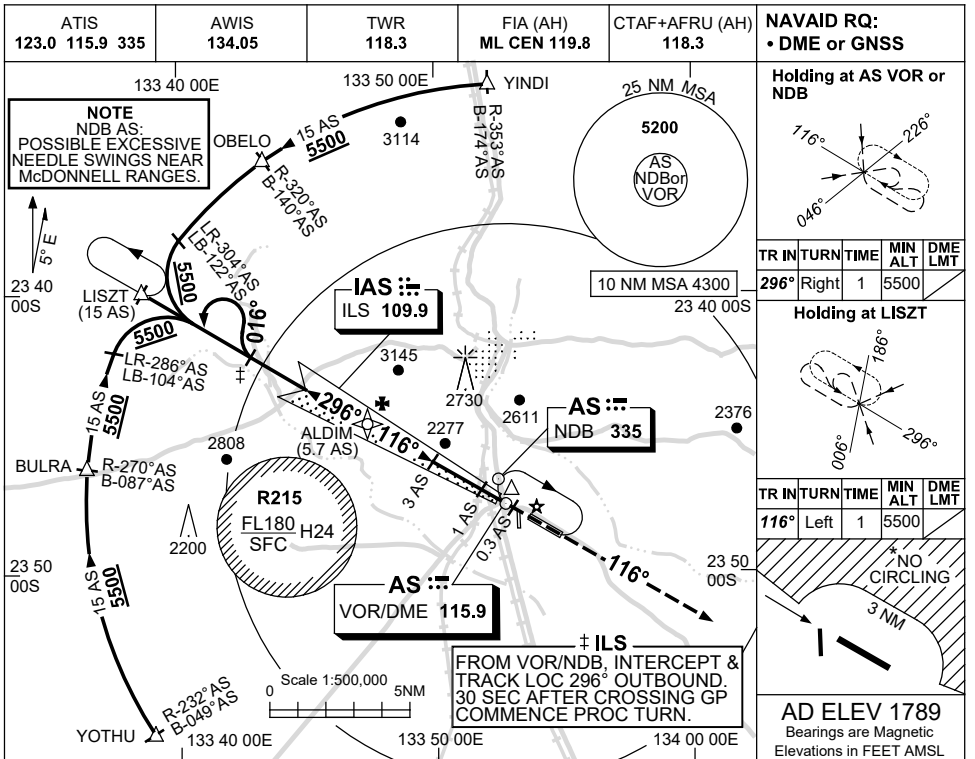 ATIS
123.0 115.9 335
AWIS
134.05
TWR
118.3
FIA (AH)
ML CEN 119.8
CTAF+AFRU (AH)
118.3
NAVAID RQ:
• DME or GNSS
133 40 00E
133 50 00E
YINDI
R-353°AS
B-174°AS
15 AS
5500
3114
OBELO
R-320°AS
B-140°AS
NOTE
NDB AS:
POSSIBLE EXCESSIVE
NEEDLE SWINGS NEAR
McDONNELL RANGES.
5° E
25 NM MSA
5200
AS
NDBor
VOR
10 NM MSA 4300
23 40
00S
23 40
00S
LR-304°AS
LB-122°AS
5500
016°
LISZT
(15 AS)
5500
LR-286°AS
LB-104°AS
‡
15 AS
5500
IAS
ILS 109.9
3145
2730
2611
2376
296°
116°
ALDIM
(5.7 AS)
2277
AS
NDB 335
2808
BULRA
R-270°AS
B-087°AS
R215
FL180
SFC
H24
2200
3 AS
1 AS
0.3 AS
116°
23 50
00S
23 50
00S
15 AS
5500
AS
VOR/DME 115.9
‡ ILS
FROM VOR/NDB, INTERCEPT &
TRACK LOC 296° OUTBOUND.
30 SEC AFTER CROSSING GP
COMMENCE PROC TURN.
Scale 1:500,000
0
5NM
R-232°AS
B-049°AS
YOTHU
133 40 00E
133 50 00E
134 00 00E
Holding at AS VOR or
NDB
116°
226°
046°
TR IN TURN TIME MIN ALT DME LMT
296° Right 1 5500
Holding at LISZT
186°
006°
296°
TR IN TURN TIME MIN ALT DME LMT
116° Left 1 5500
*NO
CIRCLING
3 NM
AD ELEV 1789
Bearings are Magnetic
Elevations in FEET AMSL